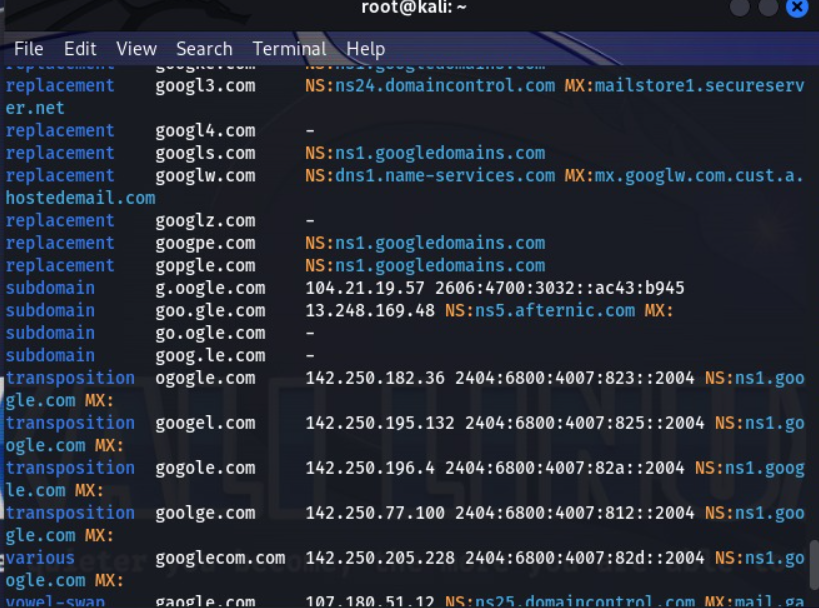 root@kali: ~
File Edit View Search Terminal Help
replacement googl3.com NS:ns24.domaincontrol.com MX:mailstore1.secureserv
er.net
replacement googl4.com -
replacement googls.com NS:ns1.googledomains.com
replacement googlw.com NS:dns1.name-services.com MX:mx.googlw.com.cust.a.
hostedemail.com
replacement googlz.com -
replacement googpe.com NS:ns1.googledomains.com
replacement gopgle.com NS:ns1.googledomains.com
subdomain g.oogle.com 104.21.19.57 2606:4700:3032::ac43:b945
subdomain goo.gle.com 13.248.169.48 NS:ns5.afternic.com MX:
subdomain go.ogle.com -
subdomain goog.le.com -
transposition ogogle.com 142.250.182.36 2404:6800:4007:823::2004 NS:ns1.goo
gle.com MX:
transposition googel.com 142.250.195.132 2404:6800:4007:825::2004 NS:ns1.go
ogle.com MX:
transposition gogole.com 142.250.196.4 2404:6800:4007:82a::2004 NS:ns1.goog
le.com MX:
transposition goolge.com 142.250.77.100 2404:6800:4007:812::2004 NS:ns1.goo
gle.com MX:
various googlecom.com 142.250.205.228 2404:6800:4007:82d::2004 NS:ns1.go
ogle.com MX:
vowel-swap gaogle.com 107.180.51.12 NS:ns25.domaincontrol.com MX:mail.ga